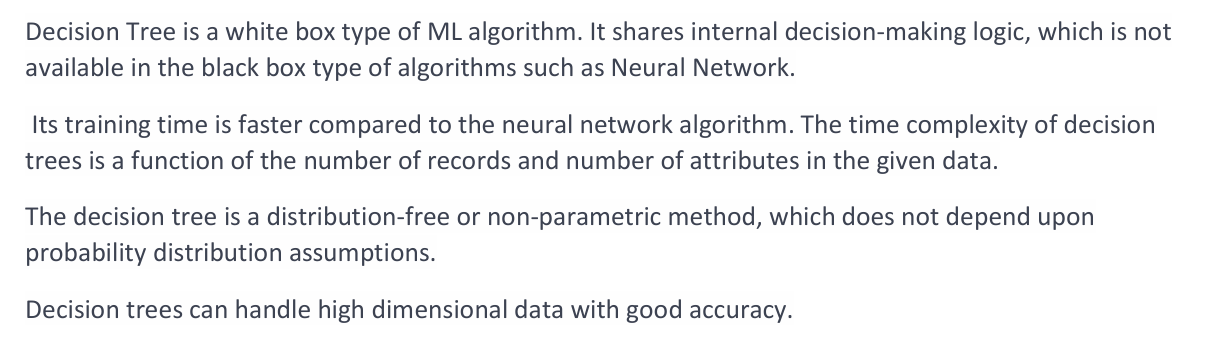 Decision Tree is a white box type of ML algorithm. It shares internal decision-making logic, which is not
available in the black box type of algorithms such as Neural Network.
Its training time is faster compared to the neural network algorithm. The time complexity of decision
trees is a function of the number of records and number of attributes in the given data.
The decision tree is a distribution-free or non-parametric method, which does not depend upon
probability distribution assumptions.
Decision trees can handle high dimensional data with good accuracy.